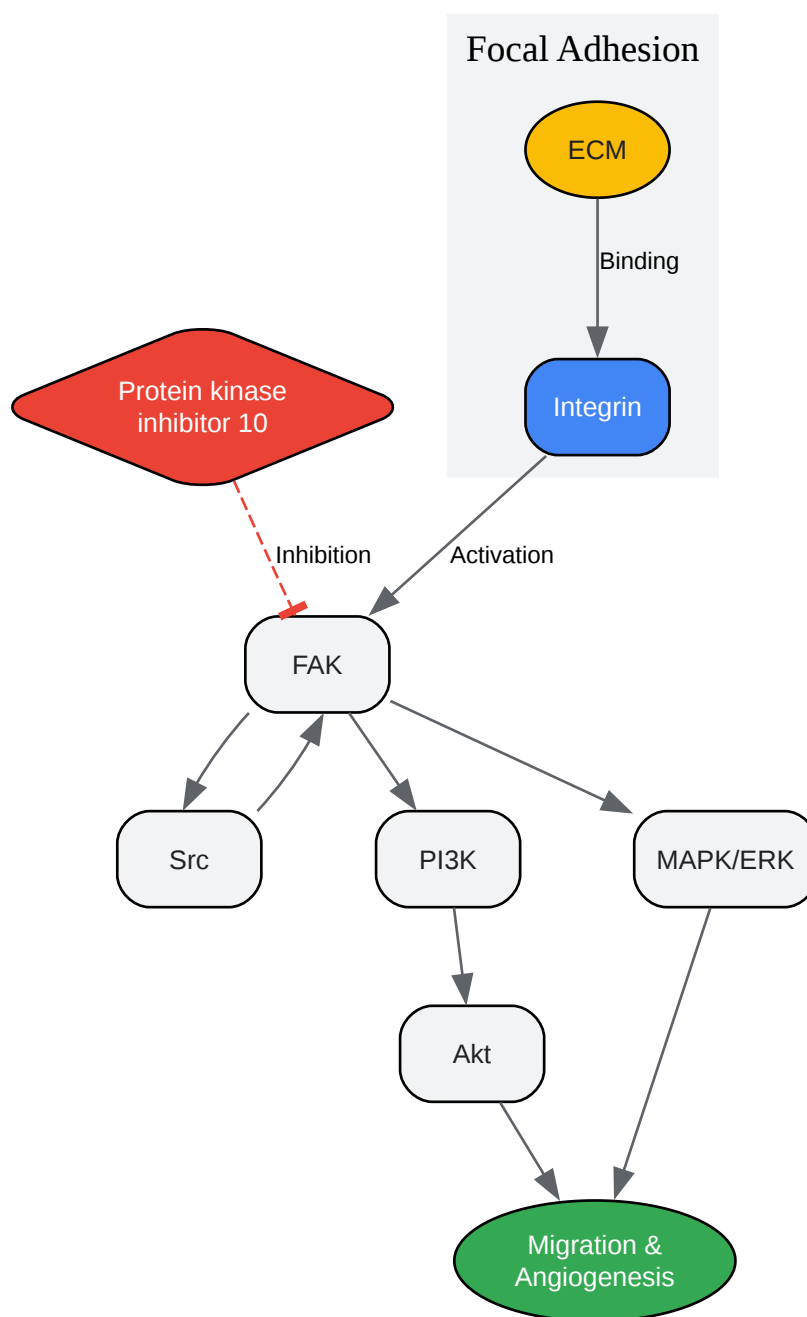 Focal Adhesion
ECM
Binding
Protein kinase
inhibitor 10
Integrin
Inhibition
Activation
FAK
Src
PI3K
MAPK/ERK
Akt
Migration &
Angiogenesis